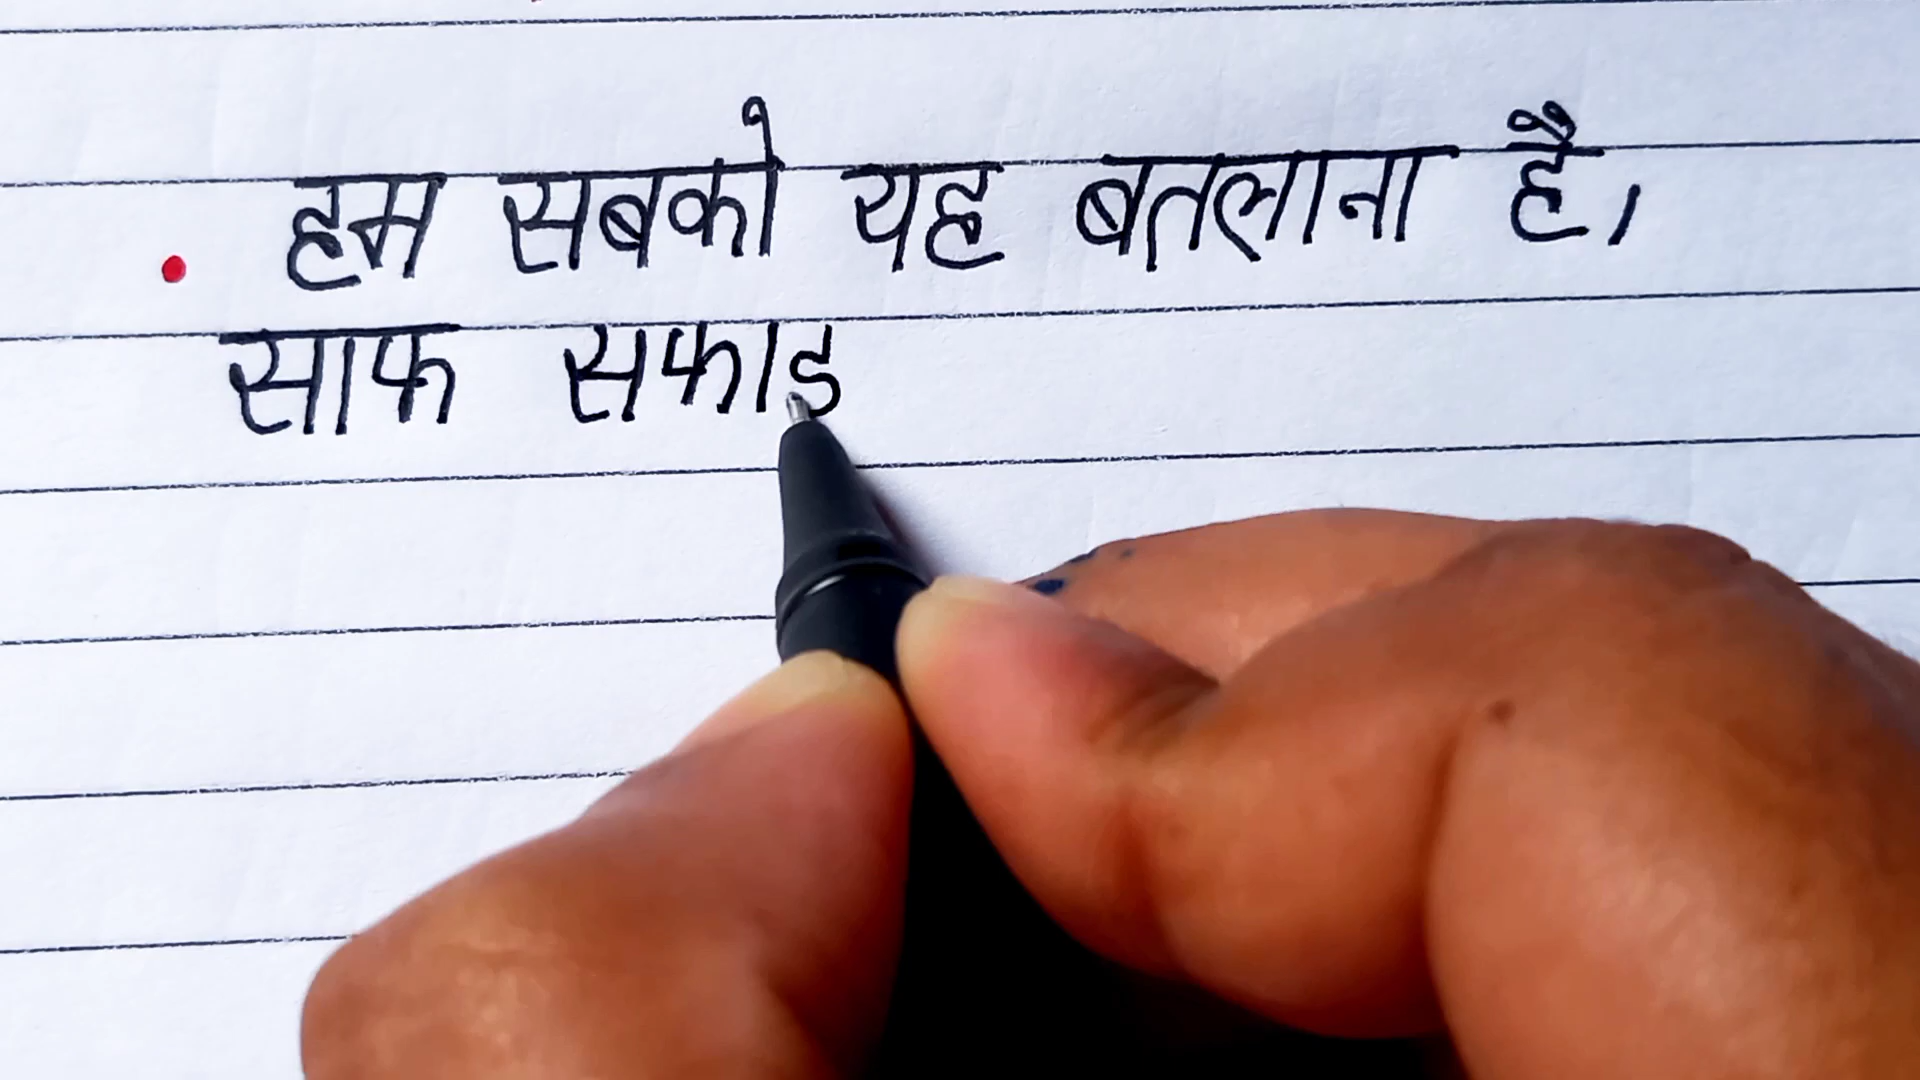 हम सबको यह बतलाना है,
साफ सफाइ